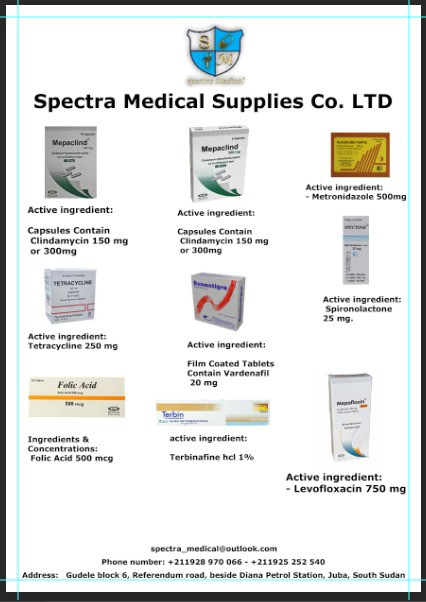 Spectra Medical
Spectra Medical Supplies Co. LTD
Mepaclind
Mepaclind
Active ingredient:
Capsules Contain
Clindamycin 150 mg
or 300mg
Active ingredient:
Capsules Contain
Clindamycin 150 mg
or 300mg
Active ingredient:
- Metronidazole 500mg
TETRACYCLINE
Active ingredient:
Tetracycline 250 mg
Active ingredient:
Film Coated Tablets
Contain Vardenafil
20 mg
Active ingredient:
Spironolactone
25 mg.
Folic Acid
500 mcg
Ingredients &
Concentrations:
Folic Acid 500 mcg
Terbin
active ingredient:
Terbinafine hcl 1%
Active ingredient:
- Levofloxacin 750 mg
spectra_medical@outlook.com
Phone number: +211928 970 066 - +211925 252 540
Address: Gudele block 6, Referendum road, beside Diana Petrol Station, Juba, South Sudan